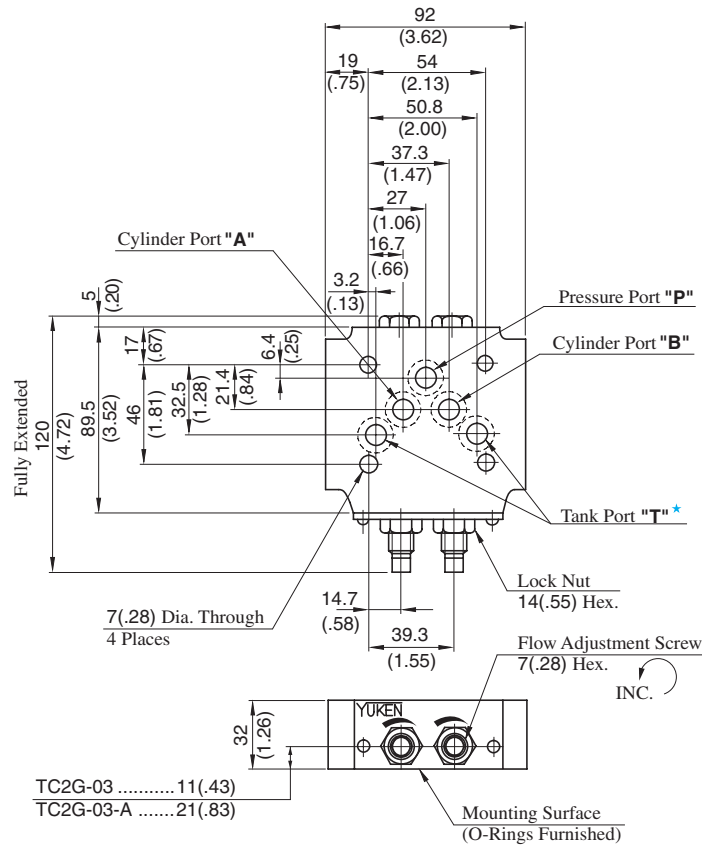 92
(3.62)
19
(.75)
54
(2.13)
50.8
(2.00)
37.3
(1.47)
27
(1.06)
Cylinder Port "A"
16.7
(.66)
3.2
(.13)
5
(.20)
Pressure Port "P"
Cylinder Port "B"
17
(.67)
6.4
(.25)
21.4
(.84)
32.5
(1.28)
46
(1.81)
89.5
(3.52)
Fully Extended
120
(4.72)
Tank Port "T"★
Lock Nut
14(.55) Hex.
7(.28) Dia. Through
4 Places
14.7
(.58)
39.3
(1.55)
Flow Adjustment Screw
7(.28) Hex.
INC.
YUKEN
32
(1.26)
TC2G-03 ...........11(.43)
TC2G-03-A .......21(.83)
Mounting Surface
(O-Rings Furnished)